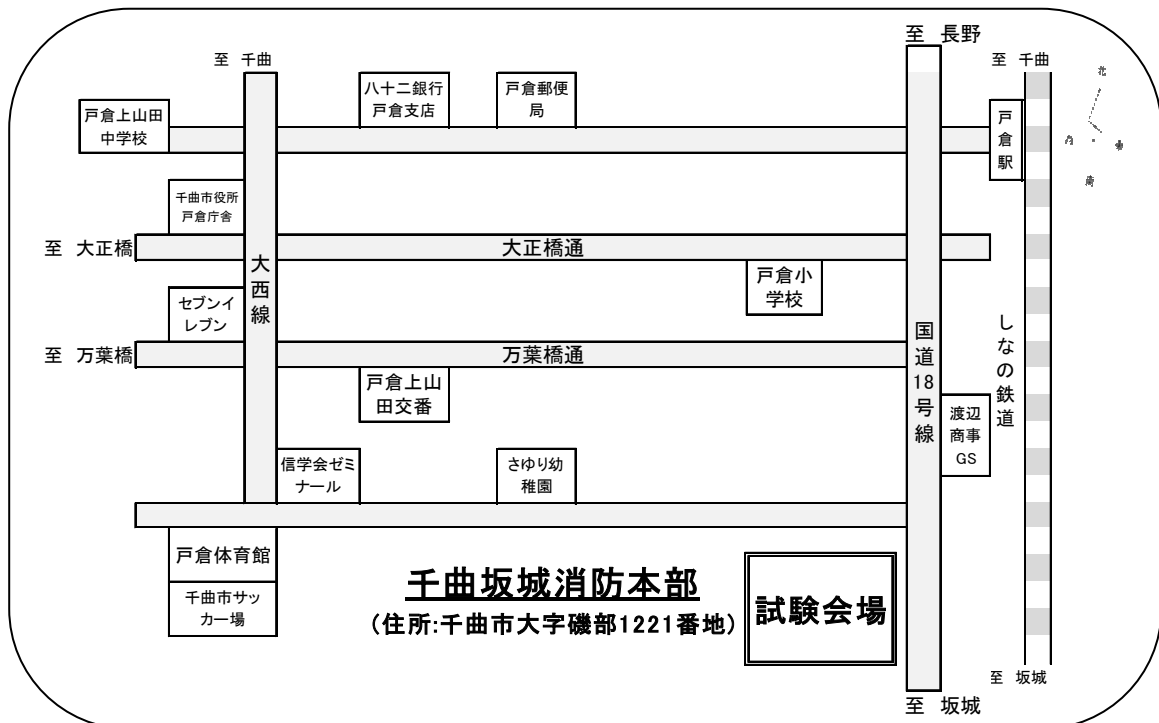 至 長野
至 千曲
至 千曲
北
八十二銀行
戸倉支店
戸倉郵便
局
戸倉上山田
中学校
戸
倉
駅
東
南
千曲市役所
戸倉庁舎
至 大正橋
大正橋通
大
西
線
戸倉小
学校
セブンイ
レブン
至 万葉橋
万葉橋通
国
道
18
号
線
しなの鉄道
戸倉上山
田交番
渡辺
商事
GS
信学会ゼミ
ナール
さゆり幼
稚園
戸倉体育館
千曲市サッ
カー場
千曲坂城消防本部
(住所:千曲市大字磯部1221番地)
試験会場
至 坂城
至 坂城